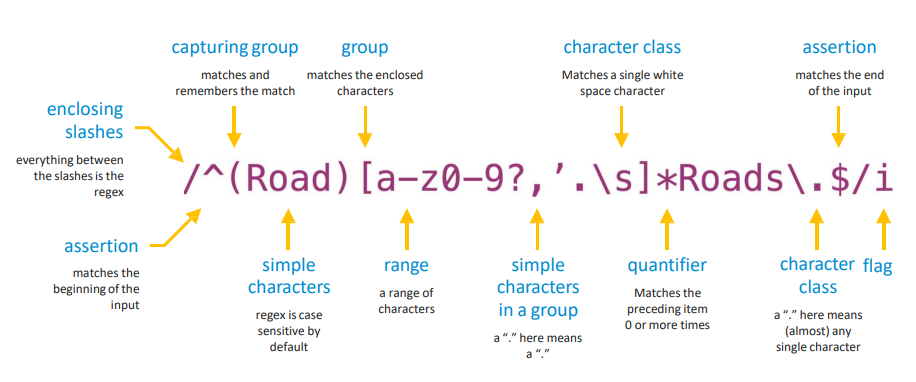 capturing group
matches and
remembers the match
group
matches the enclosed
characters
character class
Matches a single white
space character
assertion
matches the end
of the input
enclosing
slashes
everything between
the slashes is the
regex
/^(Road)[a-z0-9?,’.\s]*Roads\.$/i
assertion
matches the
beginning of the
input
simple
characters
regex is case
sensitive by
default
range
a range of
characters
simple
characters
in a group
a “.” here means
a “.”
quantifier
Matches the
preceding item
0 or more times
character
class
a “.” here means
(almost) any
single character
flag